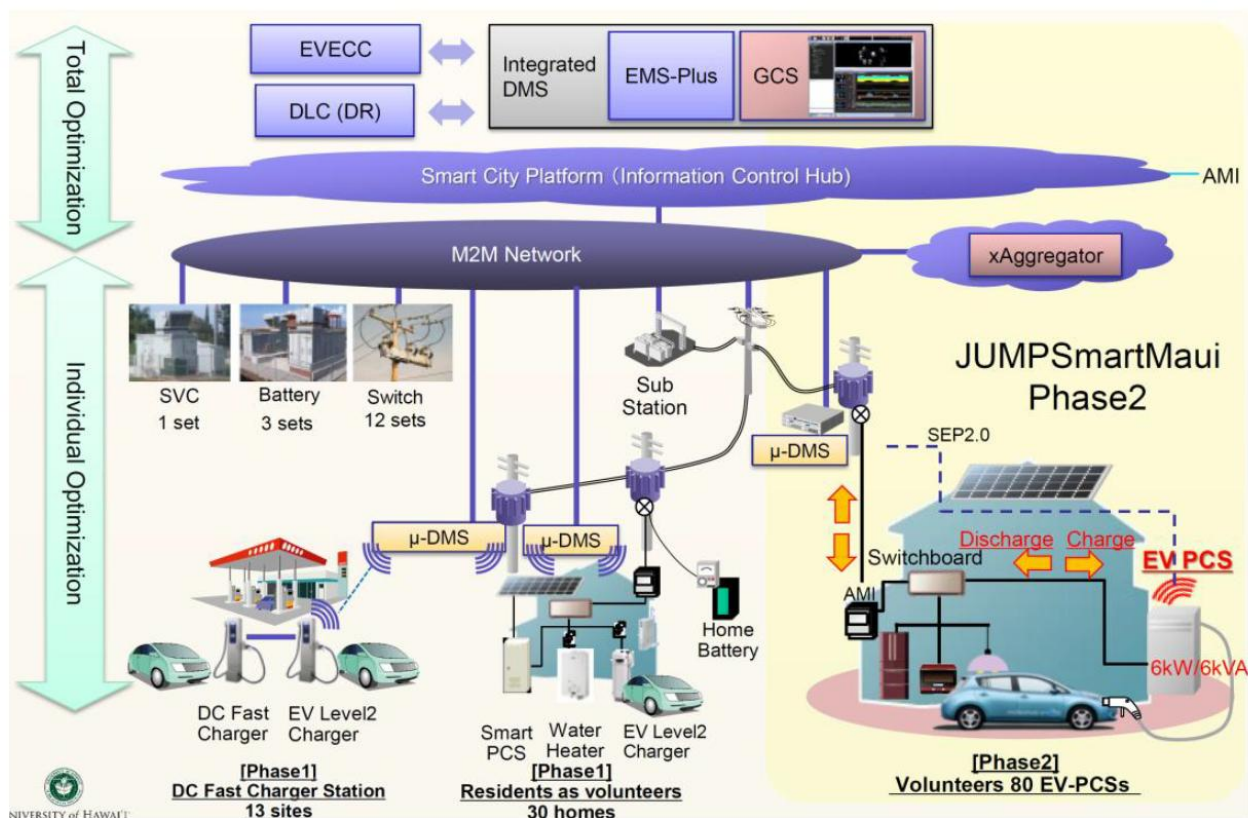 Total Optimization
EVECC
DLC (DR)
Integrated
DMS
EMS-Plus
GCS
Smart City Platform (Information Control Hub)
AMI
M2M Network
xAggregator
Individual Optimization
SVC
1 set
Battery
3 sets
Switch
12 sets
Sub
Station
JUMPSmartMaui
Phase2
μ-DMS
SEP2.0
μ-DMS
μ-DMS
Discharge
Charge
Switchboard
EV PCS
AMI
Home
Battery
6kW/6kVA
DC Fast
Charger
EV Level2
Charger
Smart
PCS
Water
Heater
EV Level2
Charger
[Phase1]
DC Fast Charger Station
13 sites
[Phase1]
Residents as volunteers
30 homes
[Phase2]
Volunteers 80 EV-PCSs
NIVERSITY of HAWAI'I